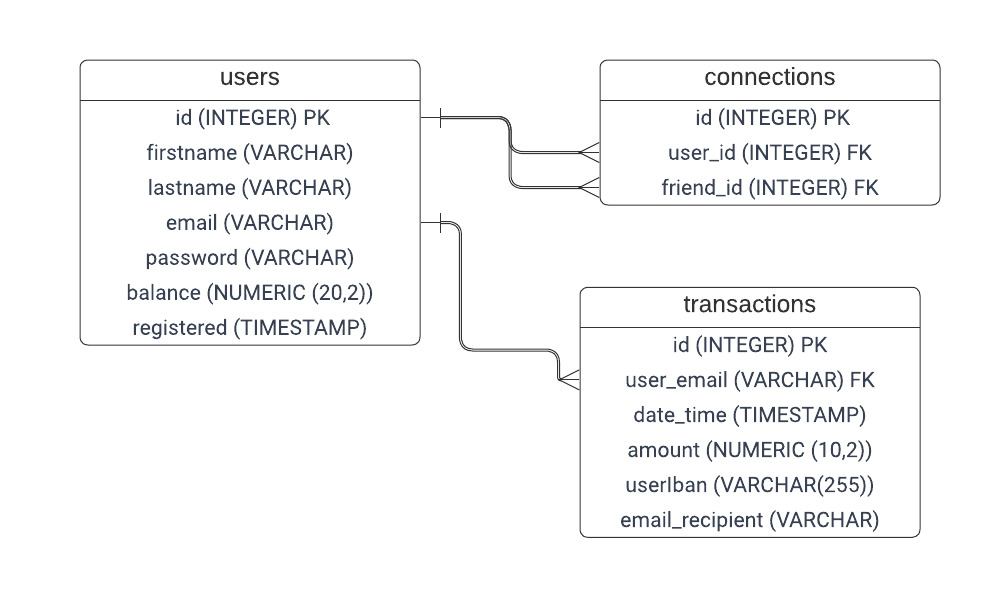 users
id (INTEGER) PK
firstname (VARCHAR)
lastname (VARCHAR)
email (VARCHAR)
password (VARCHAR)
balance (NUMERIC (20,2))
registered (TIMESTAMP)
connections
id (INTEGER) PK
user_id (INTEGER) FK
friend_id (INTEGER) FK
transactions
id (INTEGER) PK
user_email (VARCHAR) FK
date_time (TIMESTAMP)
amount (NUMERIC (10,2))
userIban (VARCHAR(255))
email_recipient (VARCHAR)